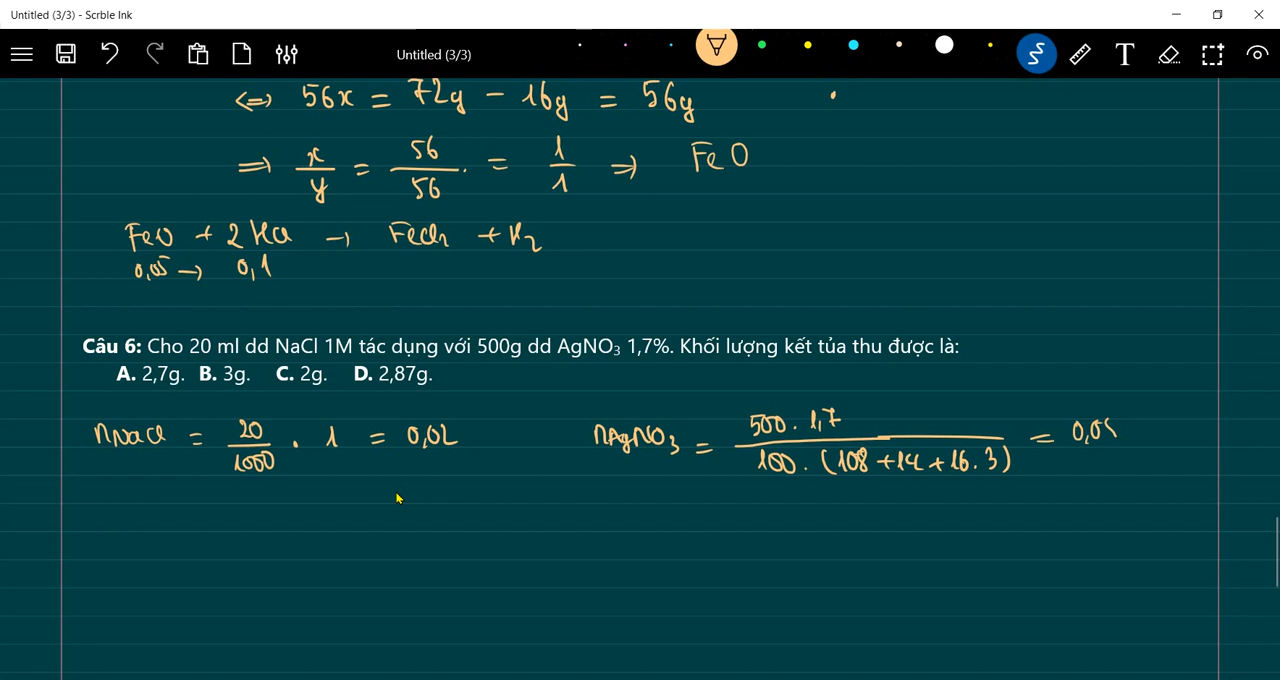 Untitled (3/3) - Scrble Ink
Untitled (3/3)
T
⇔ 56x = 72y - 16y = 56y
⇒ x/y = 56/56 = 1/1 ⇒ FeO
FeO + 2HCl → FeCl2 + H2
0,05 → 0,1
Câu 6: Cho 20 ml dd NaCl 1M tác dụng với 500g dd AgNO₃ 1,7%. Khối lượng kết tủa thu được là:
A. 2,7g. B. 3g. C. 2g. D. 2,87g.
nNaCl = 20/1000 . 1 = 0,02
nAgNO3 = 500 . 1,7 / 100 . (108 + 14 + 16 . 3) = 0,05